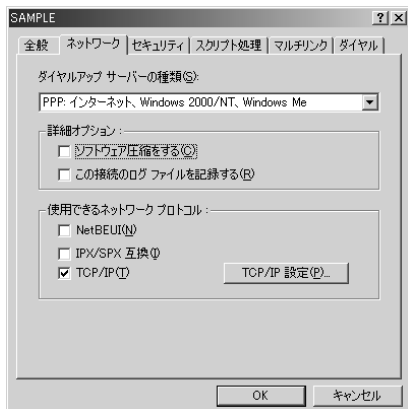 SAMPLE
全般 ネットワーク セキュリティ スクリプト処理 マルチリンク ダイヤル
ダイヤルアップ サーバーの種類(S):
PPP: インターネット、Windows 2000/NT、Windows Me
詳細オプション :
ソフトウェア圧縮をする(C)
この接続のログ ファイルを記録する(R)
使用できるネットワーク プロトコル :
NetBEUI(N)
IPX/SPX 互換(I)
TCP/IP(T) TCP/IP 設定(P)...
OK キャンセル